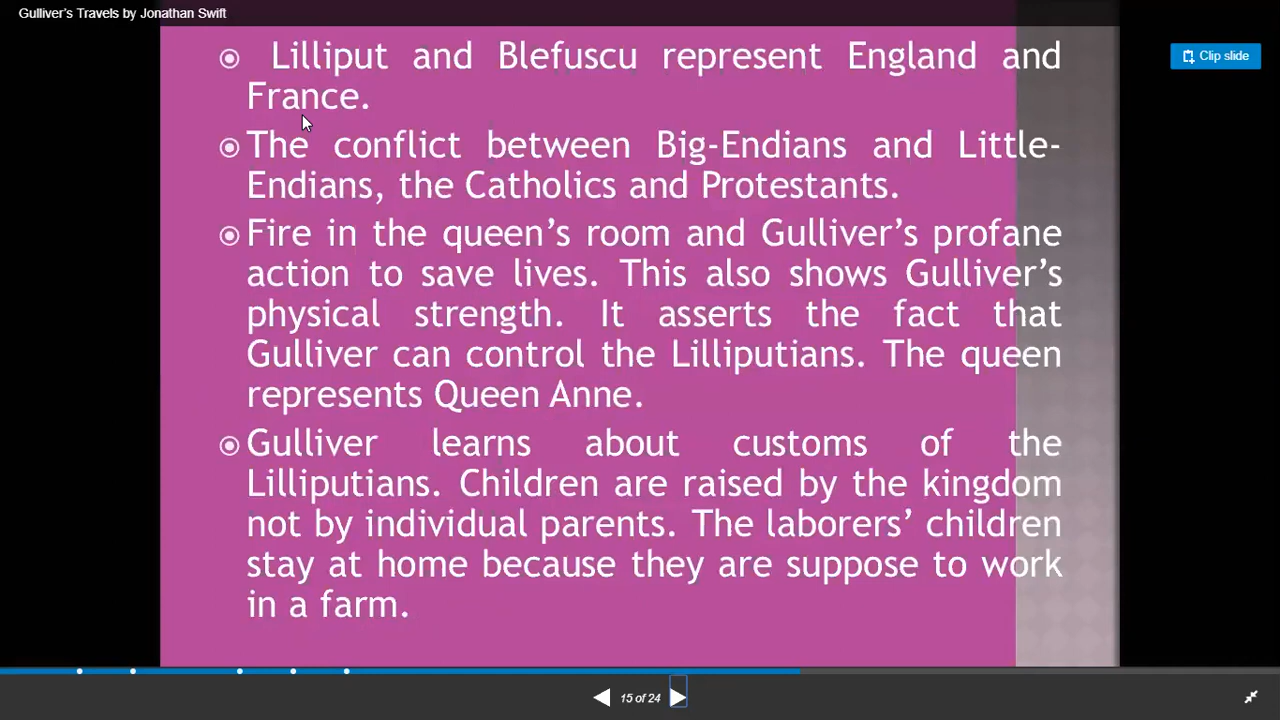 Gulliver's Travels by Jonathan Swift
Clip slide
Lilliput and Blefuscu represent England and
France.
The conflict between Big-Endians and Little-
Endians, the Catholics and Protestants.
Fire in the queen's room and Gulliver's profane
action to save lives. This also shows Gulliver's
physical strength. It asserts the fact that
Gulliver can control the Lilliputians. The queen
represents Queen Anne.
Gulliver learns about customs of the
Lilliputians. Children are raised by the kingdom
not by individual parents. The laborers' children
stay at home because they are suppose to work
in a farm.
15 of 24